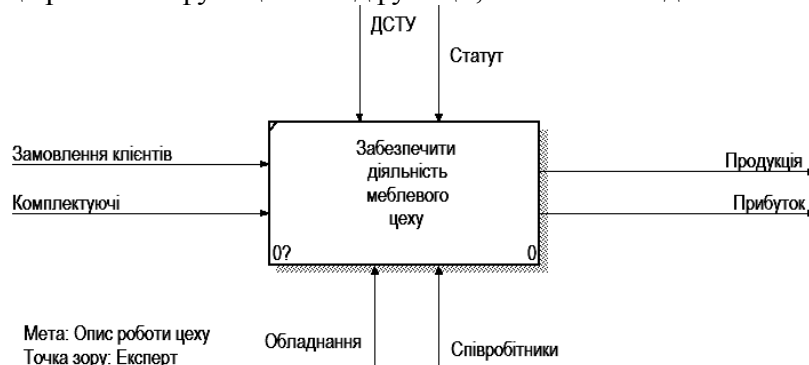 ДСТУ
Статут
Замовлення клієнтів
Комплектуючі
Забезпечити
діяльність
меблевого
цеху
0?
0
Продукція
Прибуток
Мета: Опис роботи цеху
Точка зору: Експерт
Обладнання
Співробітники